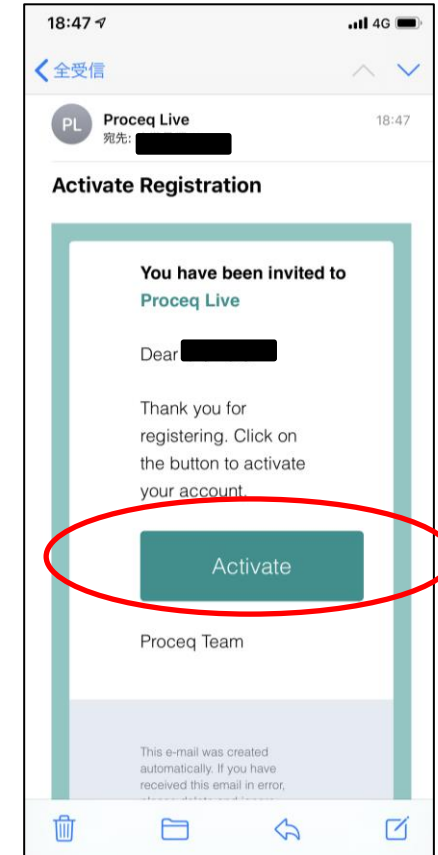 18:47
4G
全受信
PL
Proceq Live
18:47
宛先:
Activate Registration
You have been invited to
Proceq Live
Dear
Thank you for
registering. Click on
the button to activate
your account.
Activate
Proceq Team
This e-mail was created
automatically. If you have
received this email in error,